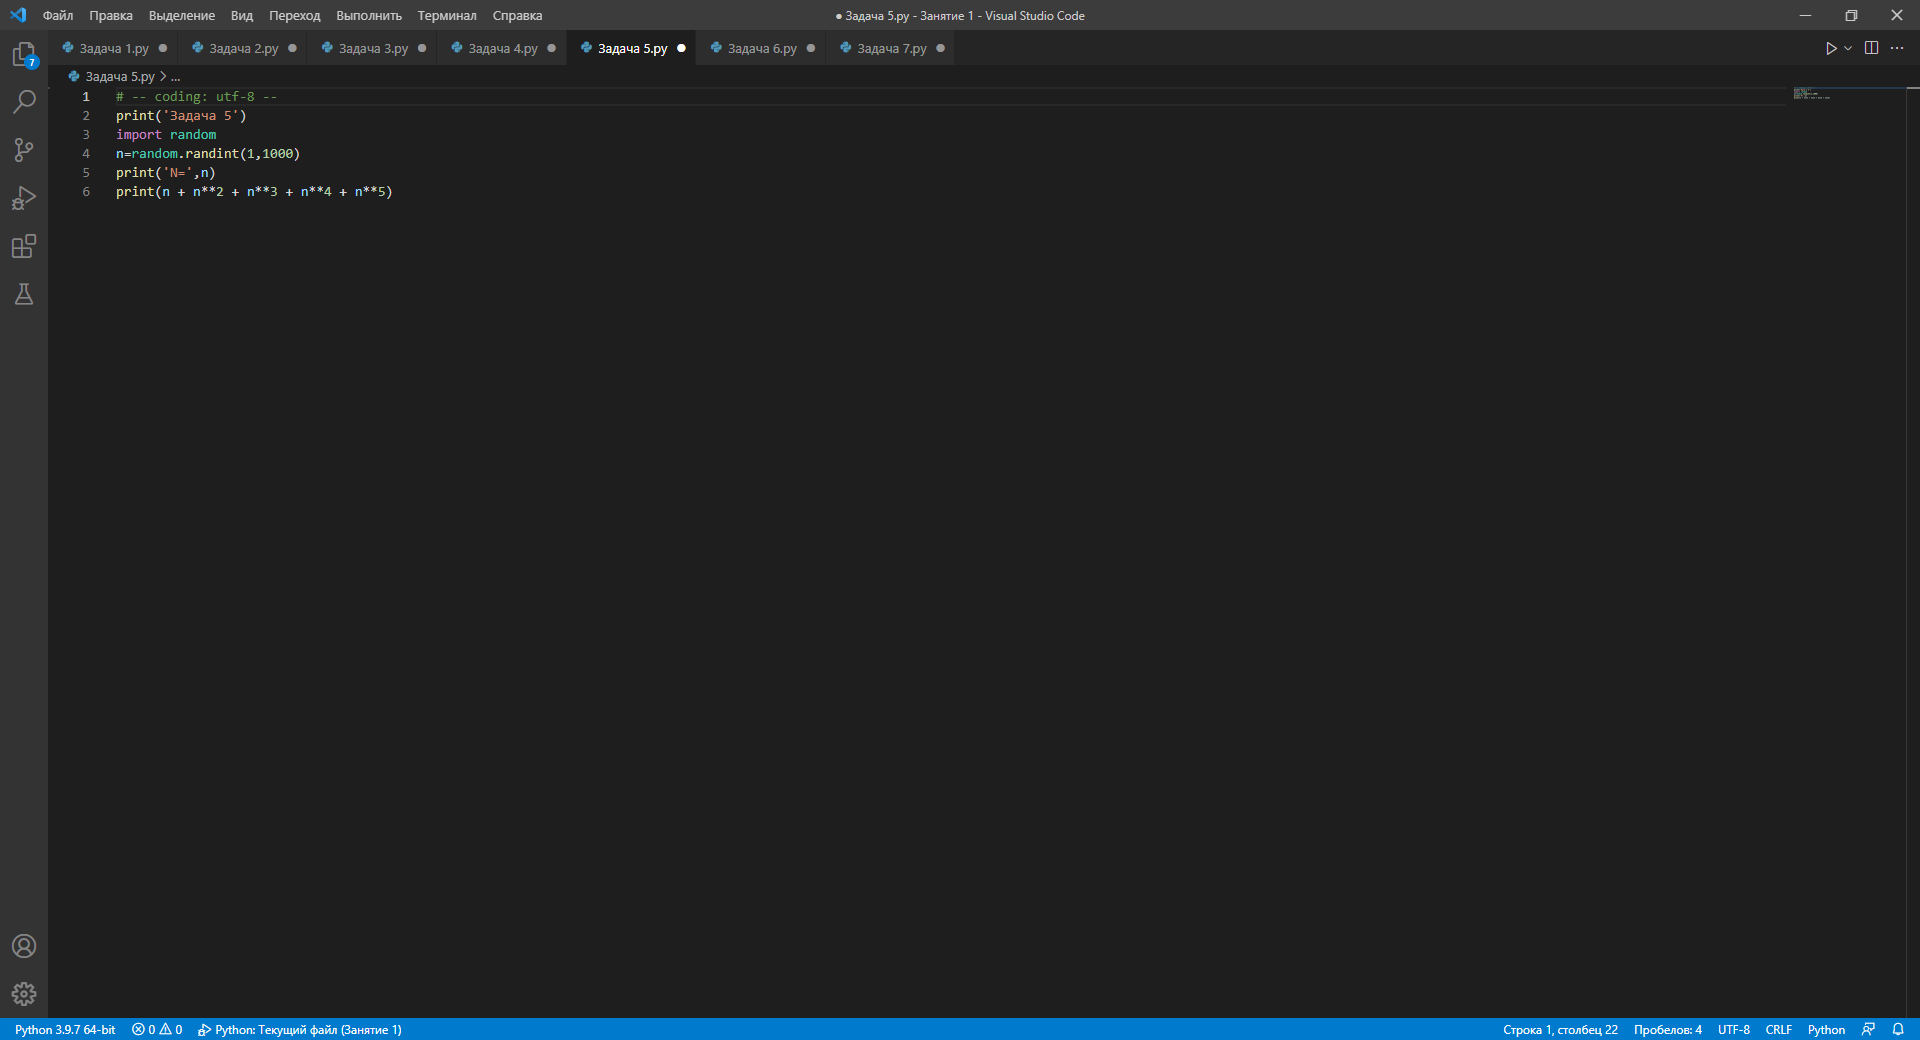 Файл Правка Выделение Вид Переход Выполнить Терминал Справка
● Задача 5.py - Занятие 1 - Visual Studio Code
Задача 1.py Задача 2.py Задача 3.py Задача 4.py Задача 5.py Задача 6.py Задача 7.py
Задача 5.py > ...
7
1 # -- coding: utf-8 --
2 print('Задача 5')
3 import random
4 n=random.randint(1,1000)
5 print('N=',n)
6 print(n + n**2 + n**3 + n**4 + n**5)
Python 3.9.7 64-bit 0 0 Python: Текущий файл (Занятие 1) Строка 1, столбец 22 Пробелов: 4 UTF-8 CRLF Python